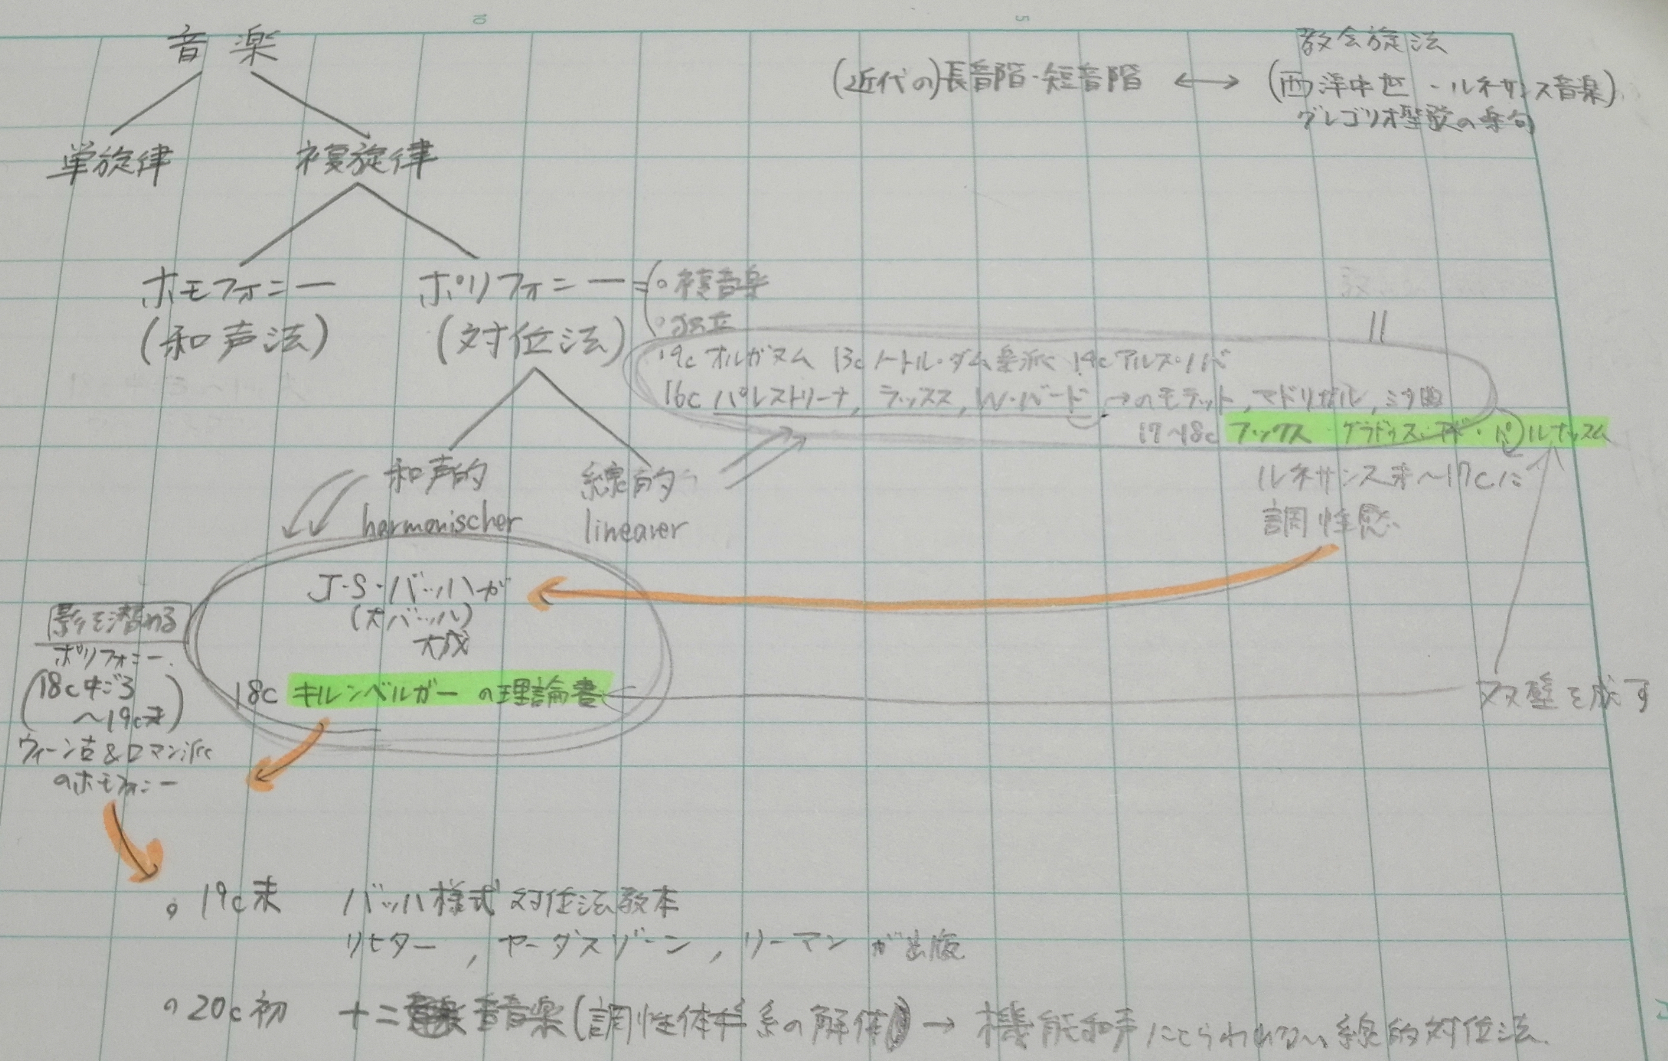 音楽
教会旋法
(近代の)長音階・短音階 ←→ (西洋中世・ルネサンス音楽)
グレゴリオ聖歌の
単旋律 複旋律
ホモフォニー ポリフォニー
(和声法) (対位法)
複音楽
独立
9c オルガヌム 13c ノートル・ダム楽派 14c アルス・ノバ
16c パレストリーナ, ラッスス, W・バード →のモテット, マドリガル, ミサ曲
17〜18c フックス グラドゥス・アド・パルナッスム
和声的 線的
harmonischer linearer
ルネサンス末〜17cに
調性感
J・S・バッハが
(大バッハ)
大成
18c キルンベルガーの理論書
双璧を成す
影を潜める
ポリフォニー
(18c中ごろ
〜19c末)
ウィーン古&ロマン派
のホモフォニー
19c末 バッハ様式対位法教本
リヒター, ヤーダスゾーン, リーマンが出版
20c初 十二音音楽(調性体系の解体) → 機能和声にとらわれない線的対位法